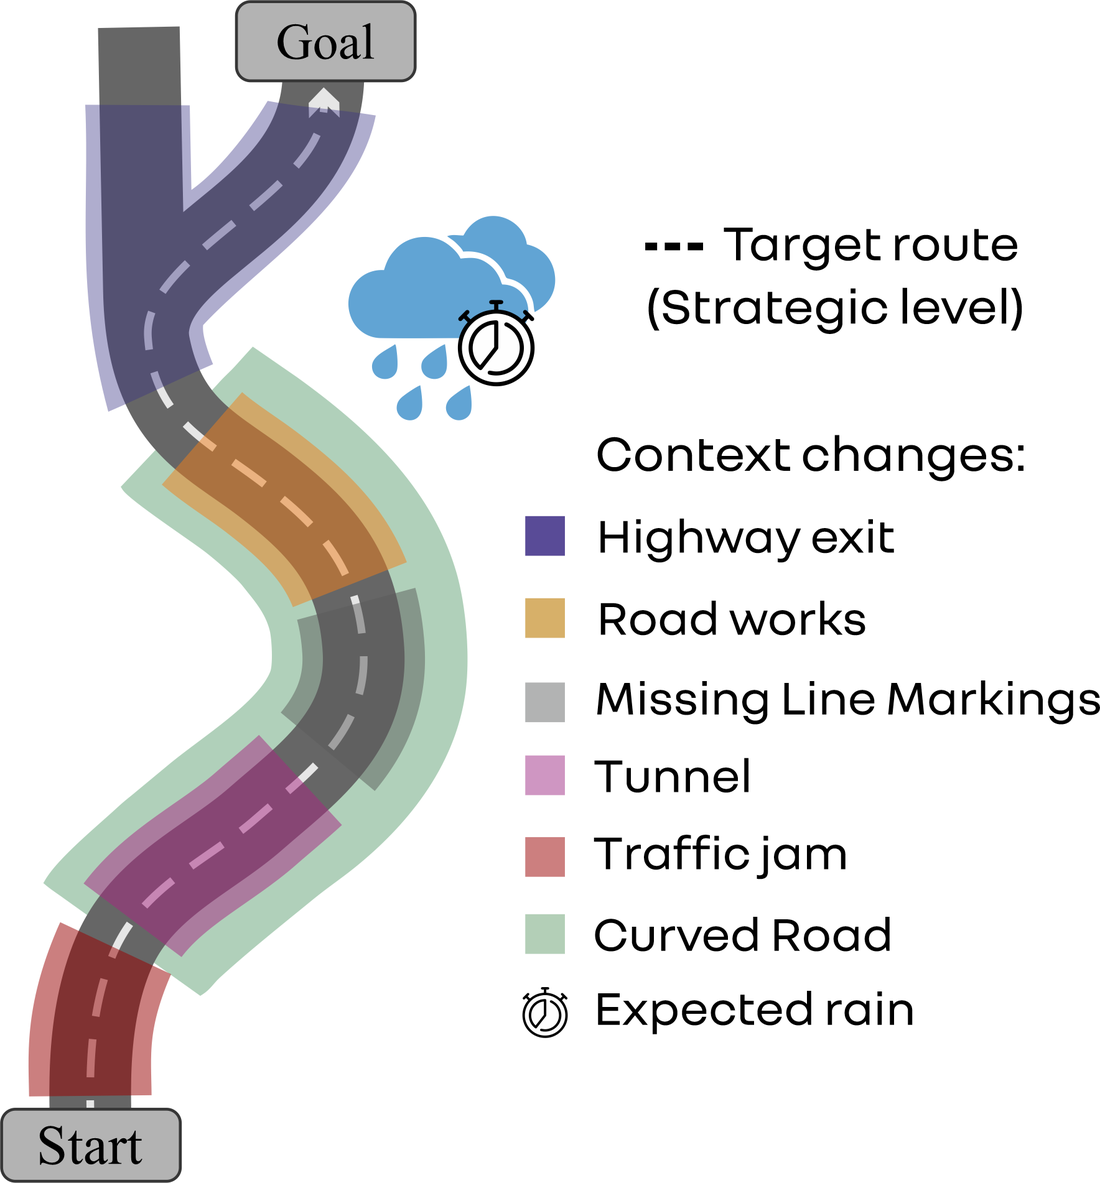 Goal
Target route
(Strategic level)
Context changes:
Highway exit
Road works
Missing Line Markings
Tunnel
Traffic jam
Curved Road
Expected rain
Start